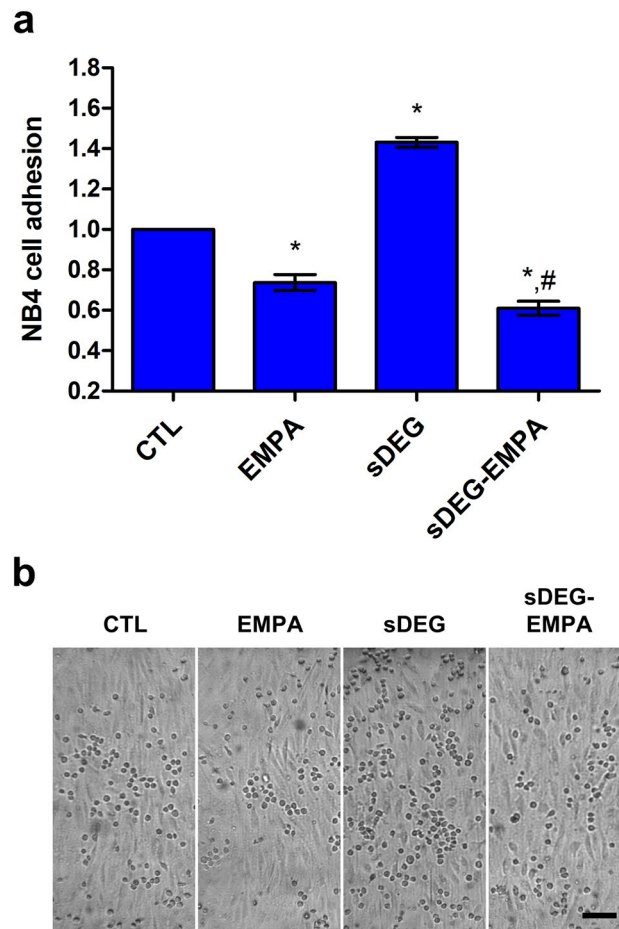 a
NB4 cell adhesion
1.8
1.6
1.4
1.2
1.0
0.8
0.6
0.4
0.2
*
*
*,#
CTL
EMPA
sDEG
sDEG-EMPA
b
CTL
EMPA
sDEG
sDEG-
EMPA